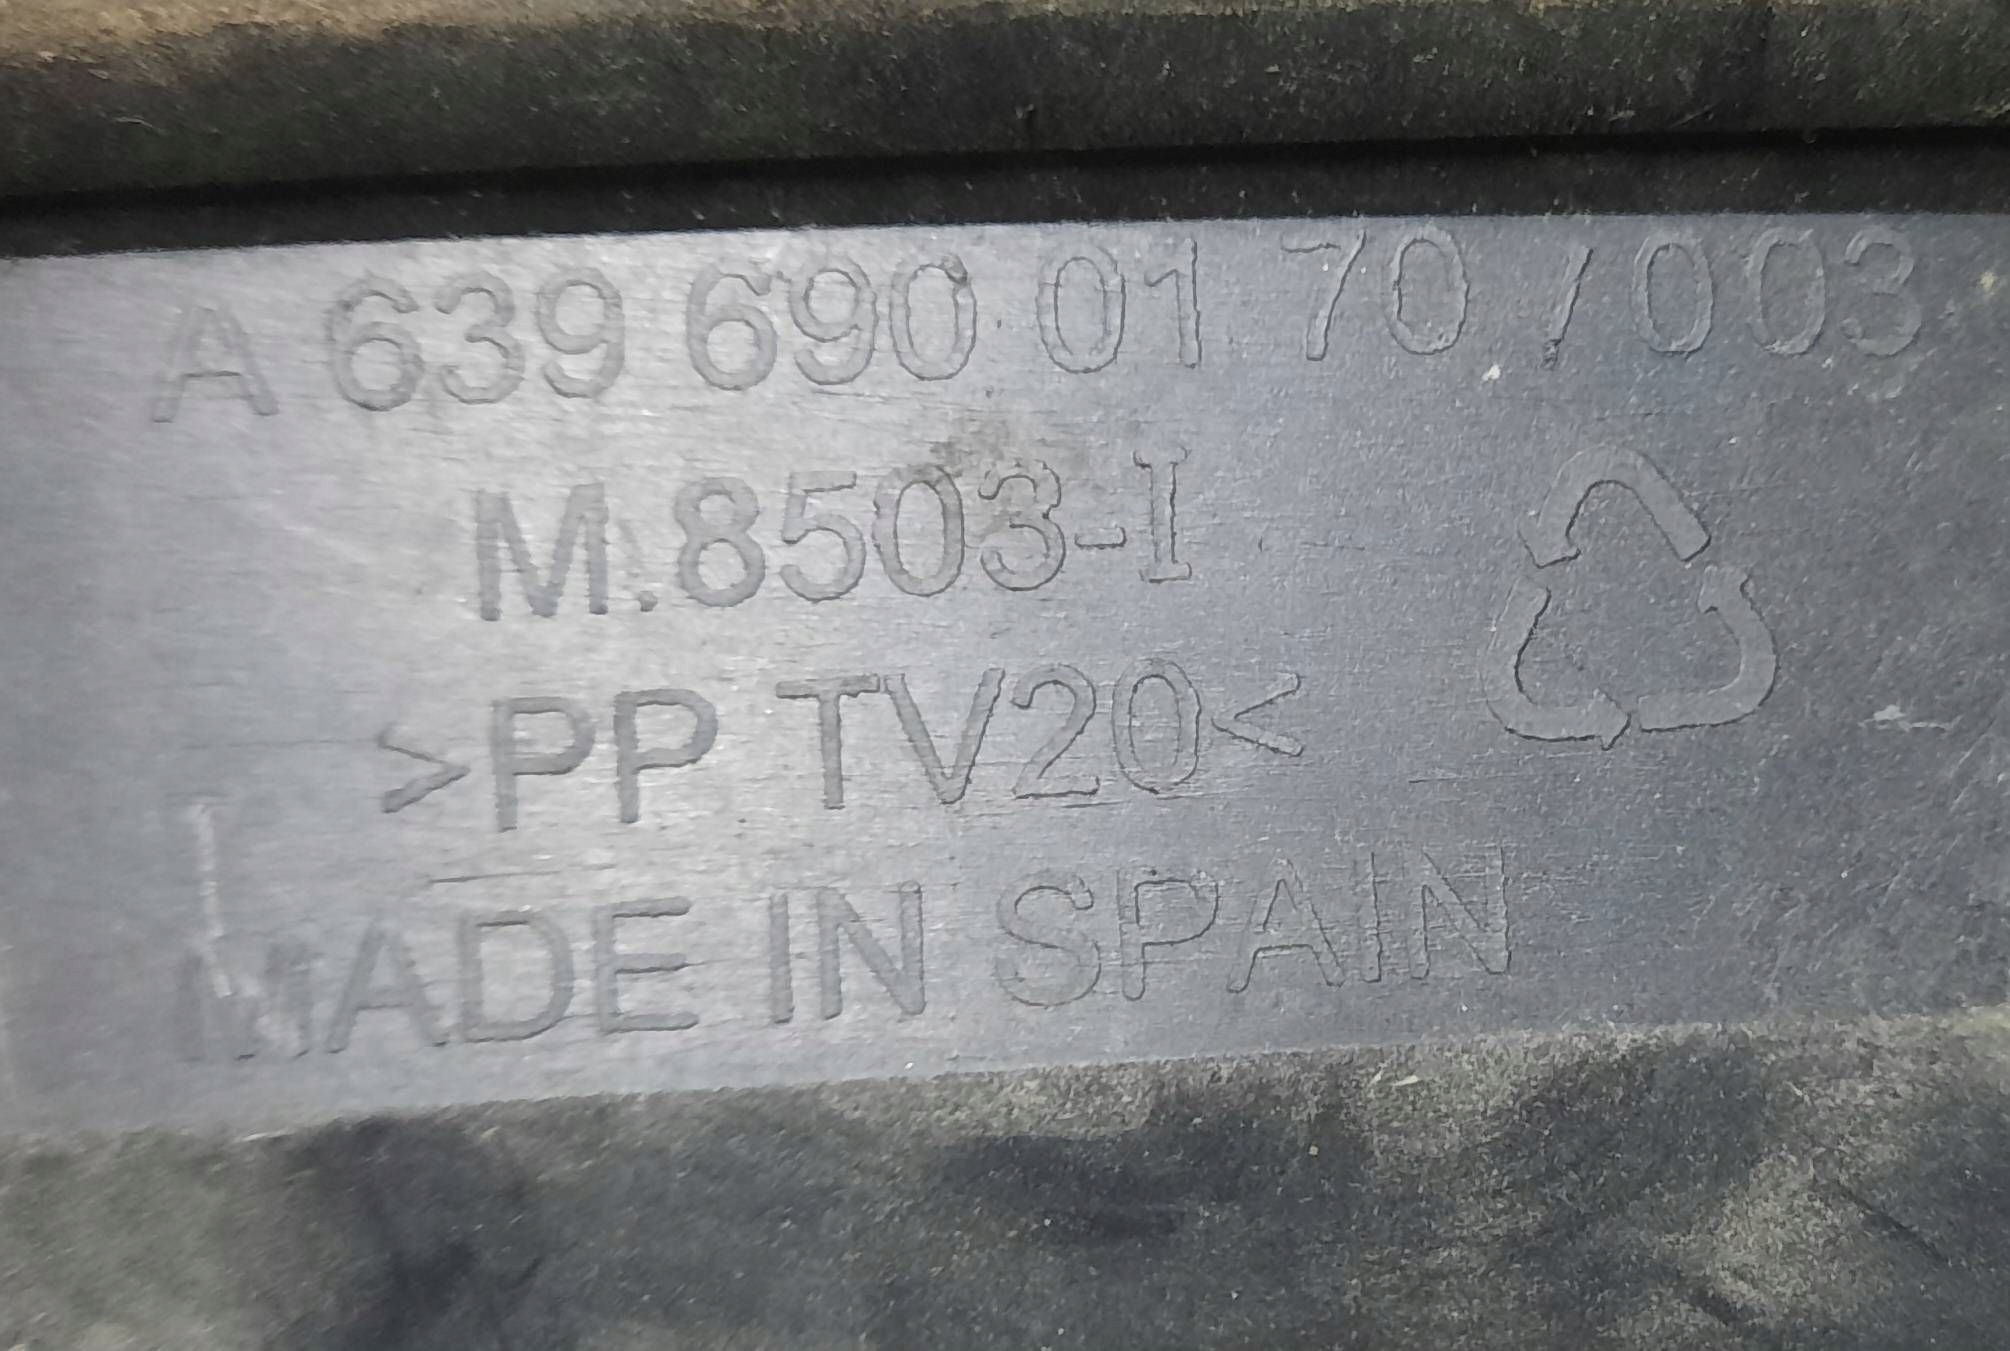 A 639 690 01 70 / 003
M.8503-I
>PP TV20<
MADE IN SPAIN